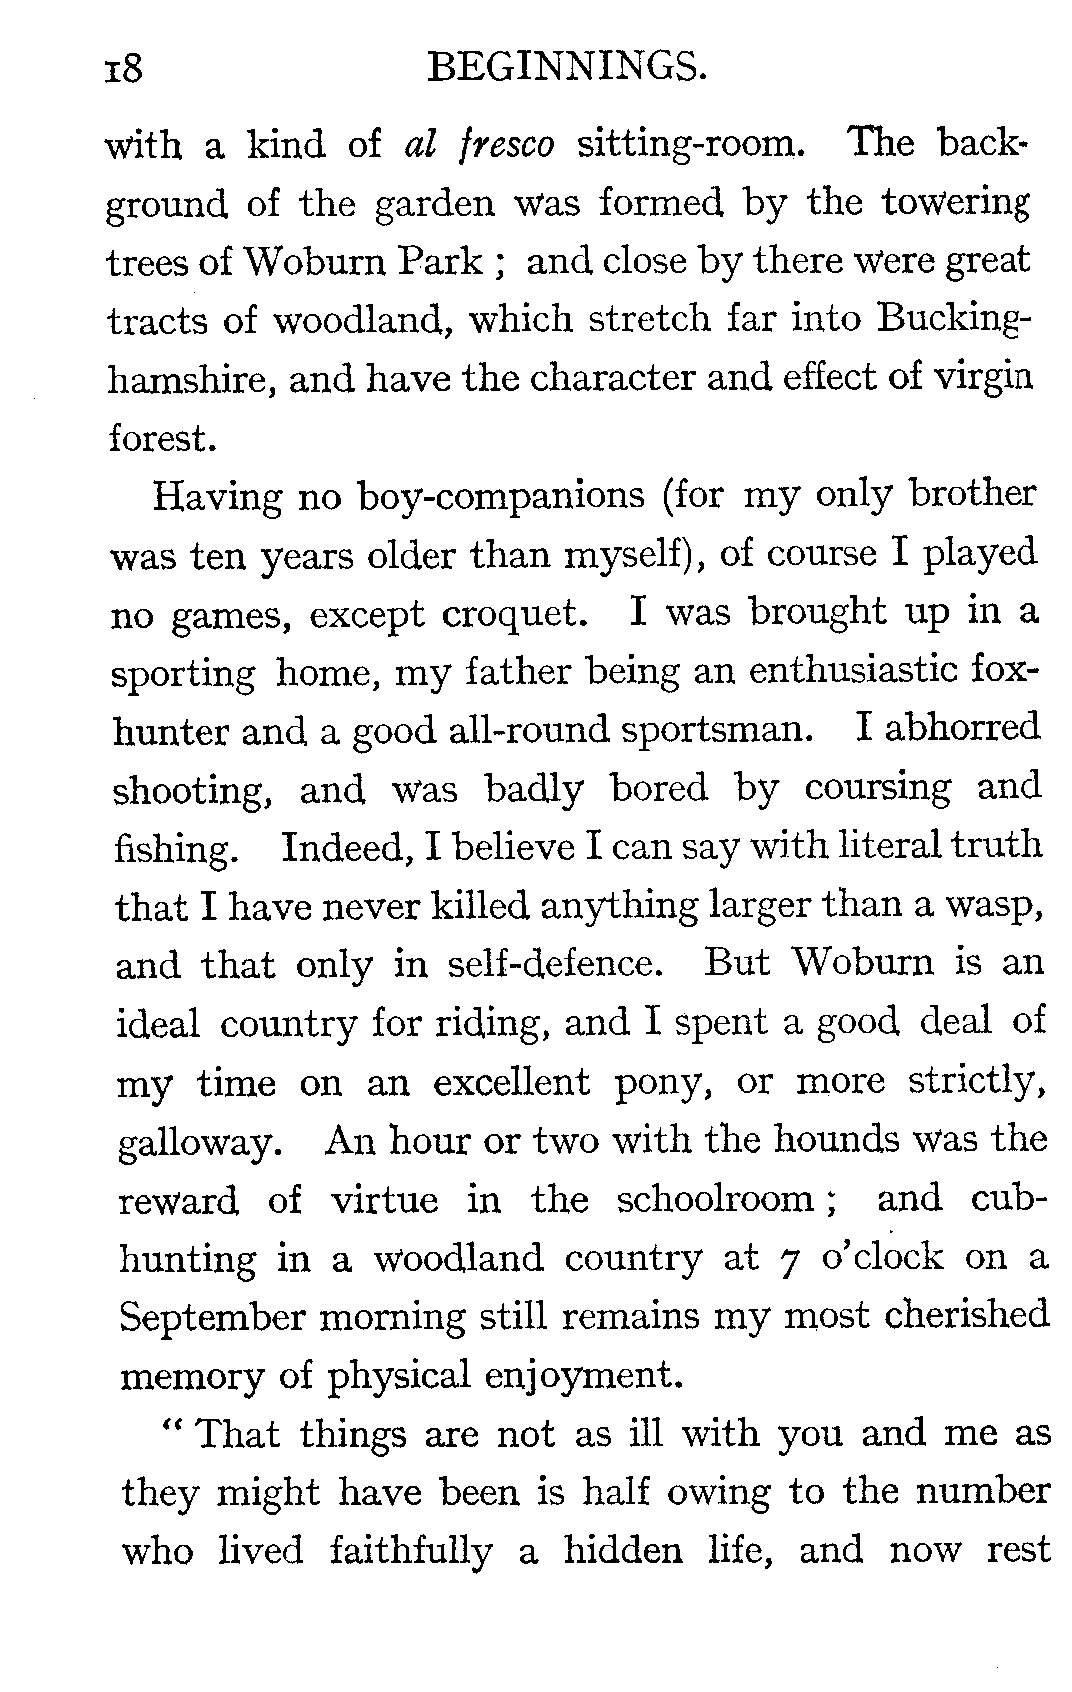 18 BEGINNINGS.
with a kind of al fresco sitting-room. The back-
ground of the garden was formed by the towering
trees of Woburn Park ; and close by there were great
tracts of woodland, which stretch far into Bucking-
hamshire, and have the character and effect of virgin
forest.
Having no boy-companions (for my only brother
was ten years older than myself), of course I played
no games, except croquet. I was brought up in a
sporting home, my father being an enthusiastic fox-
hunter and a good all-round sportsman. I abhorred
shooting, and was badly bored by coursing and
fishing. Indeed, I believe I can say with literal truth
that I have never killed anything larger than a wasp,
and that only in self-defence. But Woburn is an
ideal country for riding, and I spent a good deal of
my time on an excellent pony, or more strictly,
galloway. An hour or two with the hounds was the
reward of virtue in the schoolroom ; and cub-
hunting in a woodland country at 7 o'clock on a
September morning still remains my most cherished
memory of physical enjoyment.
" That things are not as ill with you and me as
they might have been is half owing to the number
who lived faithfully a hidden life, and now rest